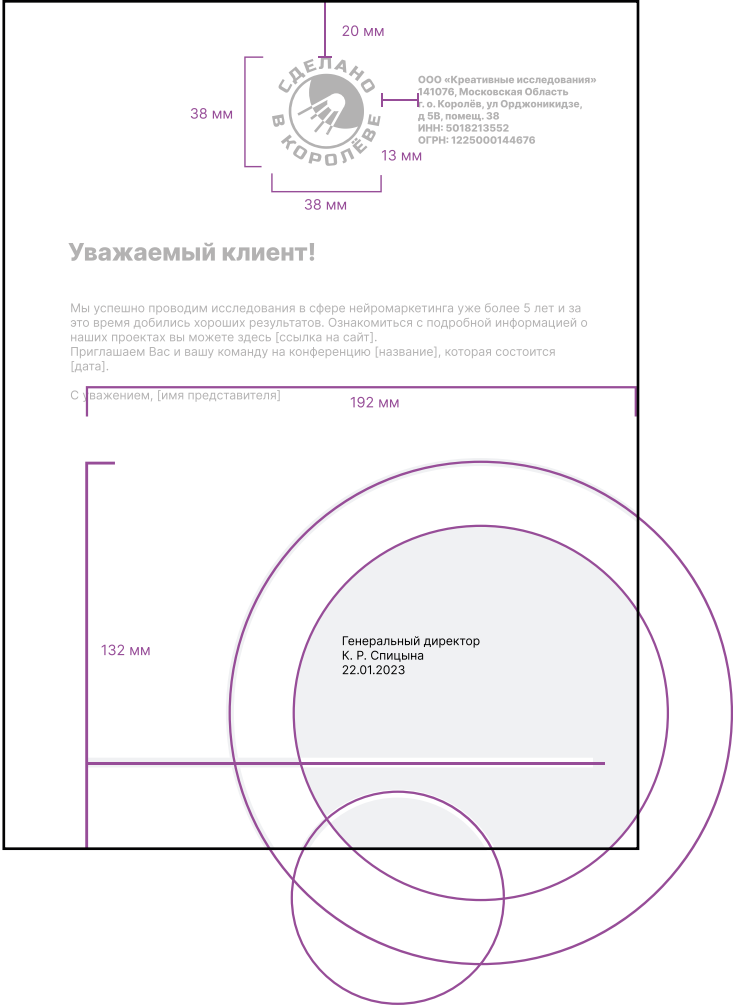 20 мм
СДЕЛАНО
В КОРОЛЁВЕ
38 мм
ООО «Креативные исследования»
141076, Московская Область
г. о. Королёв, ул Орджоникидзе,
д 5В, помещ. 38
ИНН: 5018213552
ОГРН: 1225000144676
13 мм
38 мм
Уважаемый клиент!
Мы успешно проводим исследования в сфере нейромаркетинга уже более 5 лет и за
это время добились хороших результатов. Ознакомиться с подробной информацией о
наших проектах вы можете здесь [ссылка на сайт].
Приглашаем Вас и вашу команду на конференцию [название], которая состоится
[дата].
С уважением, [имя представителя]
192 мм
132 мм
Генеральный директор
К. Р. Спицына
22.01.2023